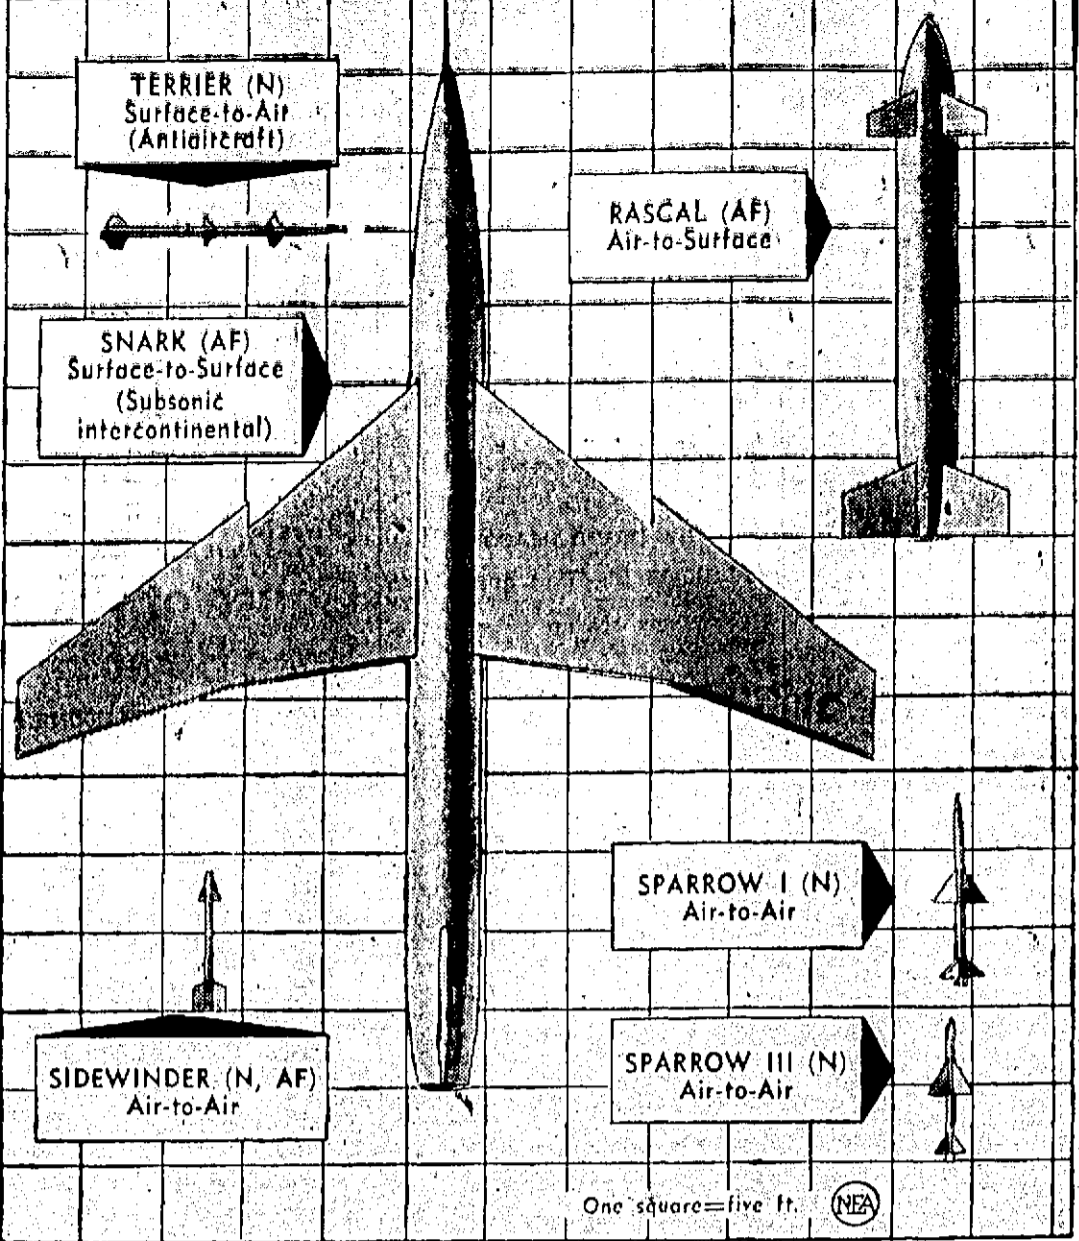 TERRIER (N)
Surface-to-Air
(Antiaircraft)
RASCAL (AF)
Air-to-Surface
SNARK (AF)
Surface-to-Surface
(Subsonic
intercontinental)
SPARROW I (N)
Air-to-Air
SIDEWINDER (N, AF)
Air-to-Air
SPARROW III (N)
Air-to-Air
One square=five ft.
NEA